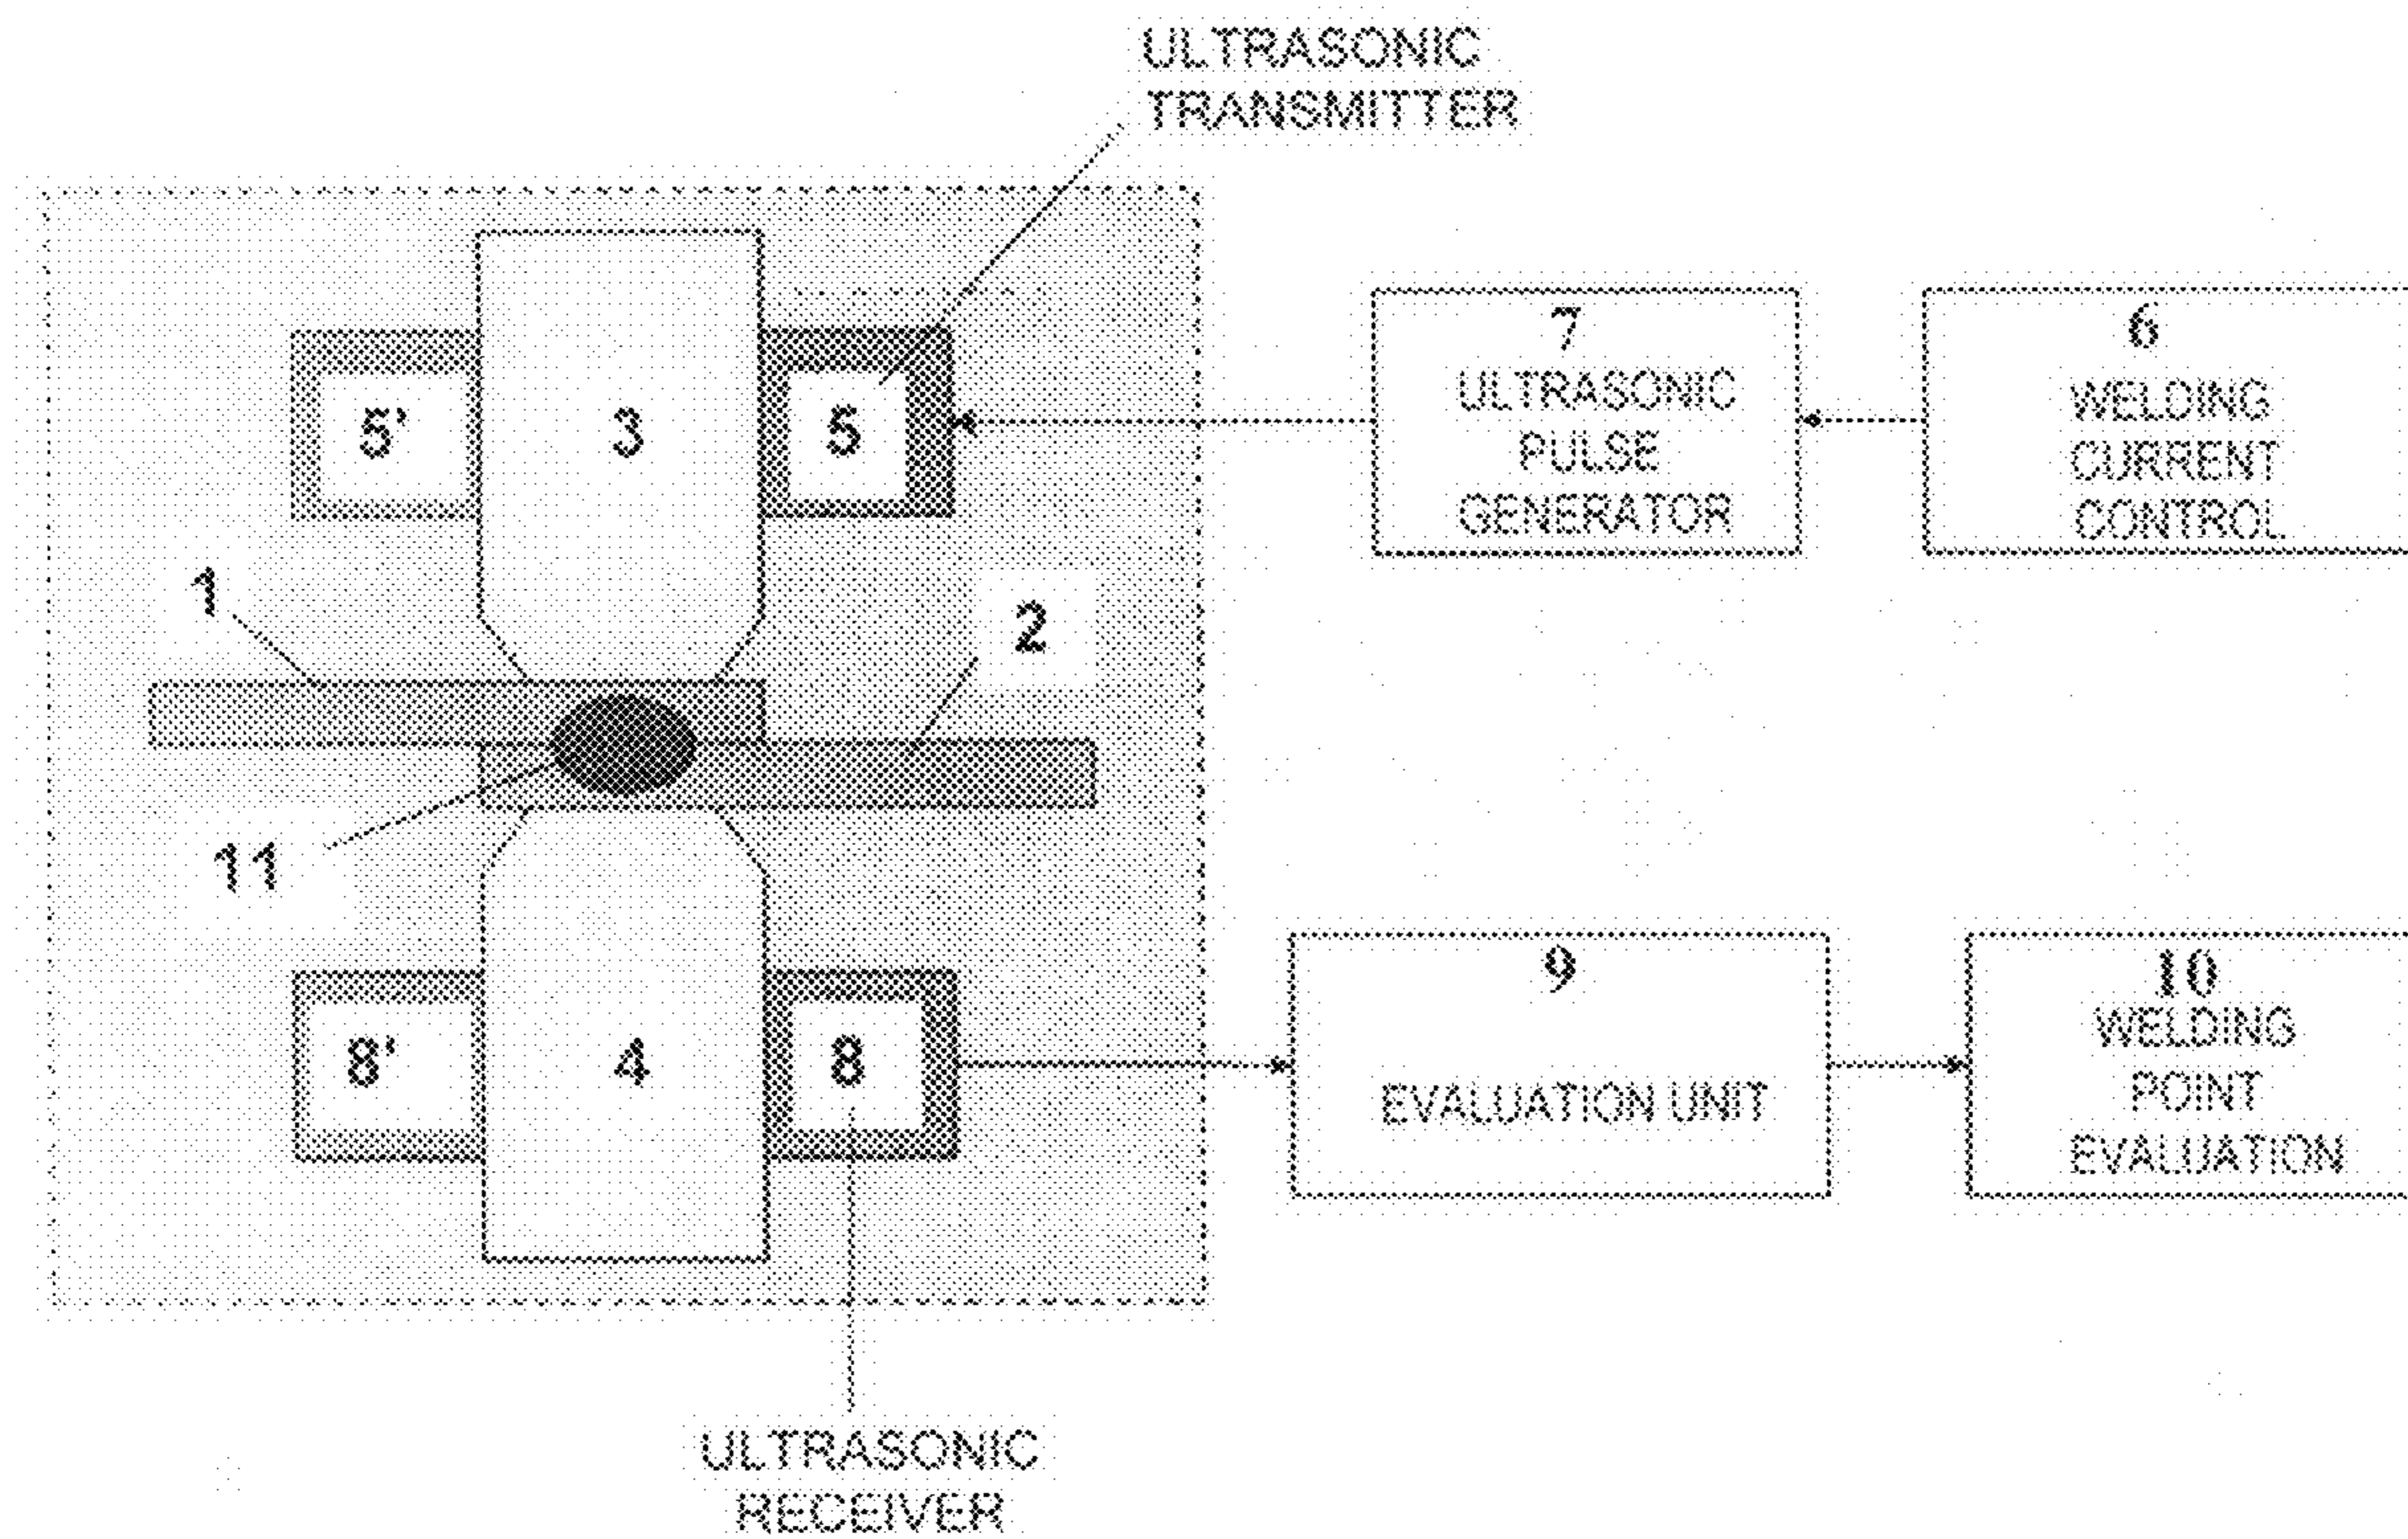 ULTRASONIC
TRANSMITTER
7
ULTRASONIC
PULSE
GENERATOR
6
WELDING
CURRENT
CONTROL
5'
3
5
1
2
11
8'
4
8
9
EVALUATION UNIT
10
WELDING
POINT
EVALUATION
ULTRASONIC
RECEIVER